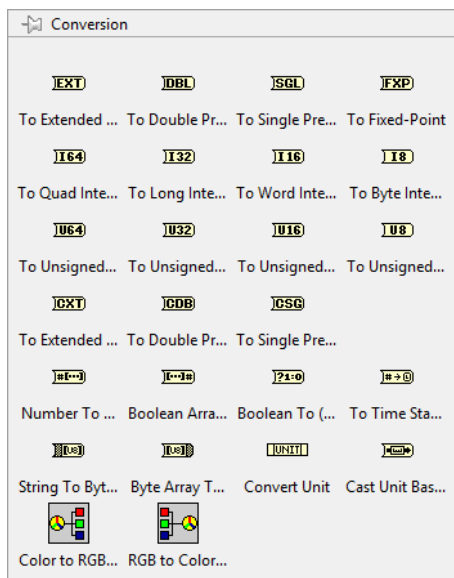 Conversion
EXT DBL SGL FXP
To Extended ... To Double Pr... To Single Pre... To Fixed-Point
I64 I32 I16 I8
To Quad Inte... To Long Inte... To Word Inte... To Byte Inte...
U64 U32 U16 U8
To Unsigned... To Unsigned... To Unsigned... To Unsigned...
CXT CDB CSG
To Extended ... To Double Pr... To Single Pre...
#[...] [...]# ?1:0 #→
Number To ... Boolean Arra... Boolean To (... To Time Sta...
[U8] [U8] UNIT
String To Byt... Byte Array T... Convert Unit Cast Unit Bas...
Color to RGB... RGB to Color...